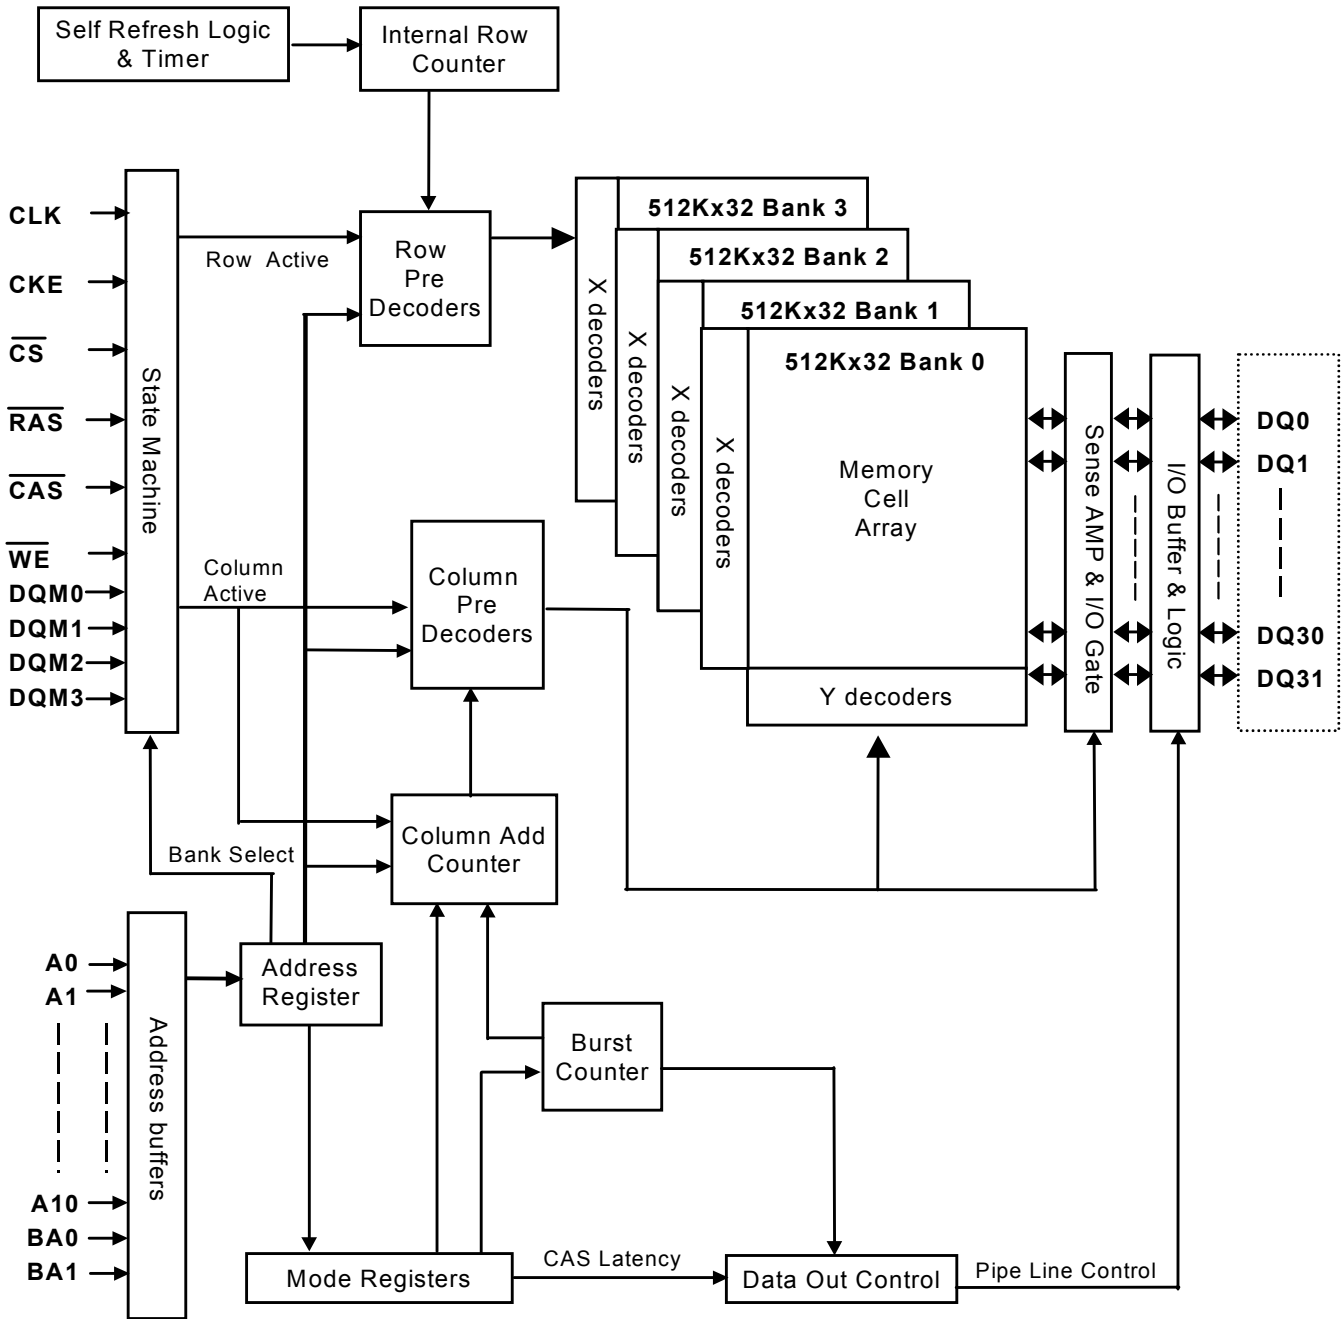 Self Refresh Logic
& Timer
Internal Row
Counter
CLK
CKE
CS
RAS
CAS
WE
DQM0
DQM1
DQM2
DQM3
State Machine
Row Active
Row
Pre
Decoders
Column
Active
Column
Pre
Decoders
X decoders
512Kx32 Bank 3
X decoders
512Kx32 Bank 2
X decoders
512Kx32 Bank 1
X decoders
512Kx32 Bank 0
Memory
Cell
Array
Y decoders
Sense AMP & I/O Gate
I/O Buffer & Logic
DQ0
DQ1
DQ30
DQ31
Bank Select
Column Add
Counter
A0
A1
A10
BA0
BA1
Address buffers
Address
Register
Burst
Counter
Mode Registers
CAS Latency
Data Out Control
Pipe Line Control